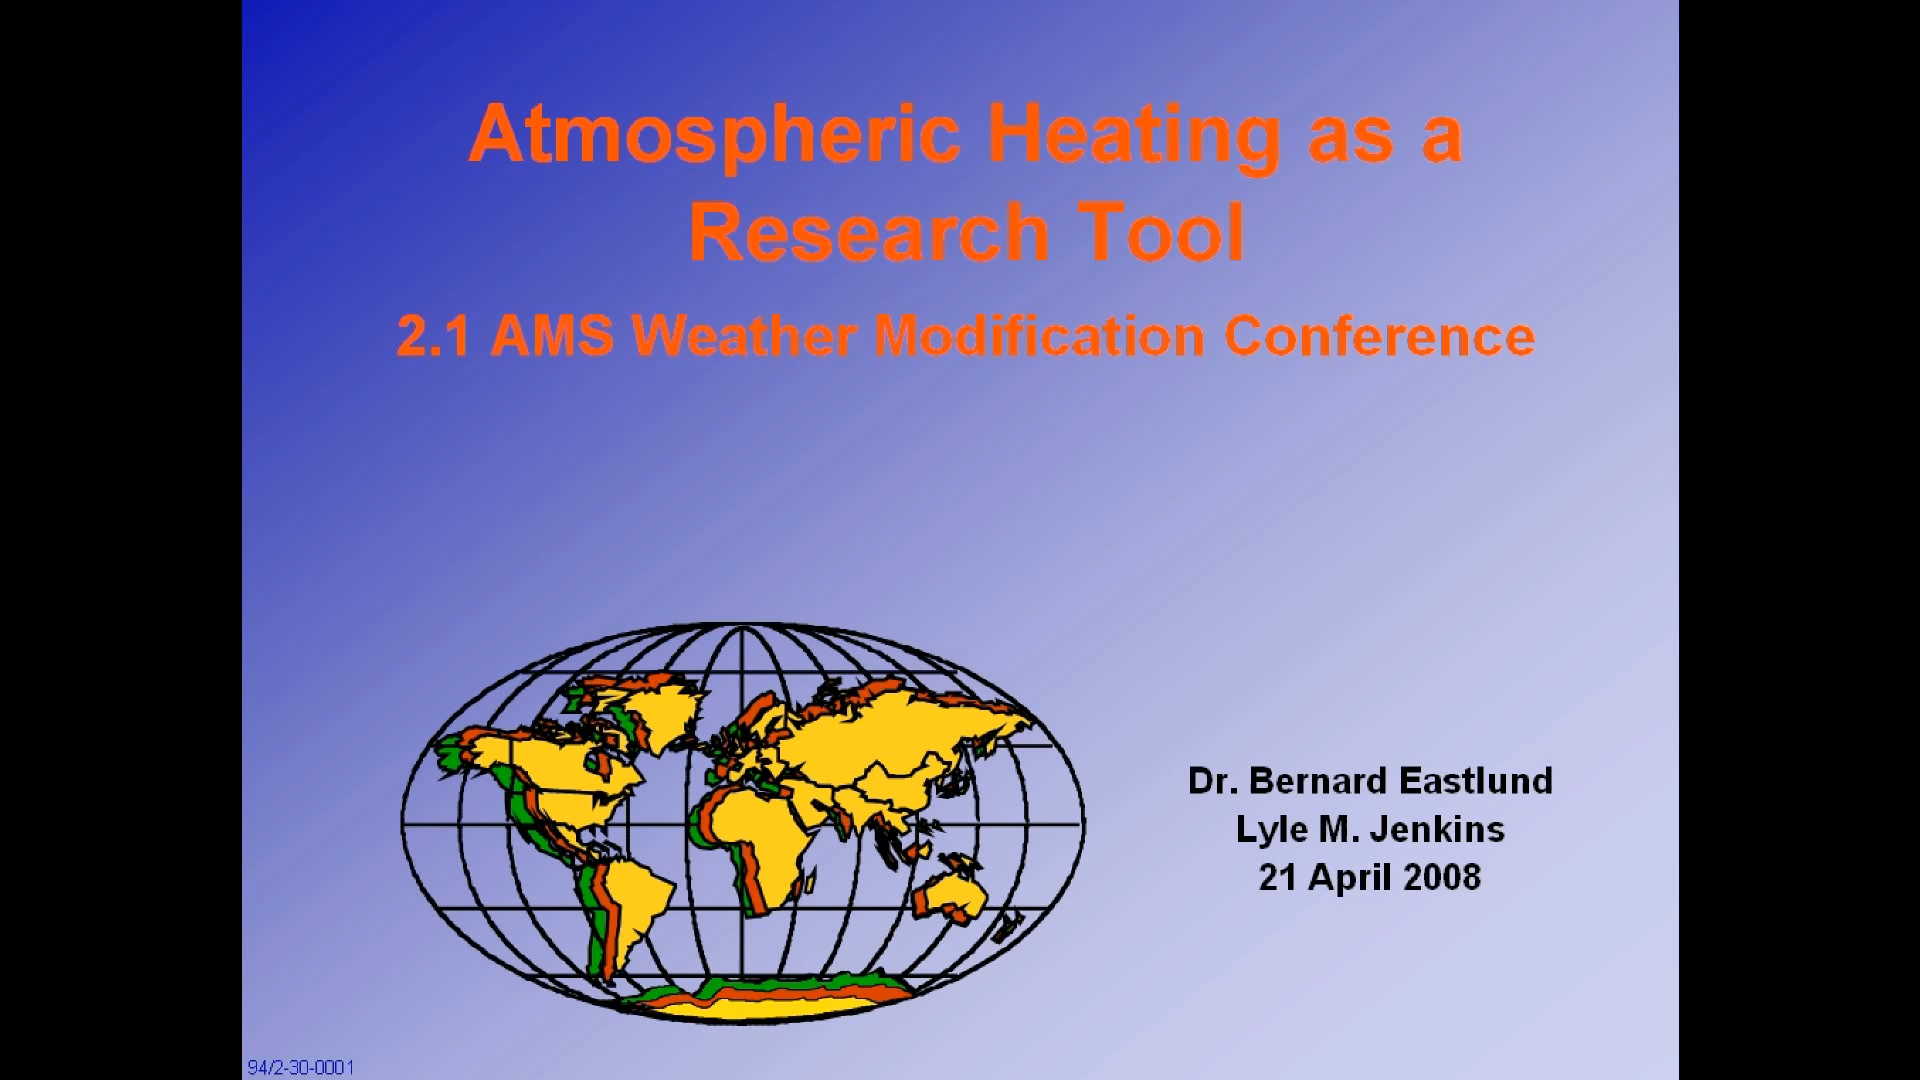 Atmospheric Heating as a
Research Tool
2.1 AMS Weather Modification Conference
Dr. Bernard Eastlund
Lyle M. Jenkins
21 April 2008
94/2-30-0001